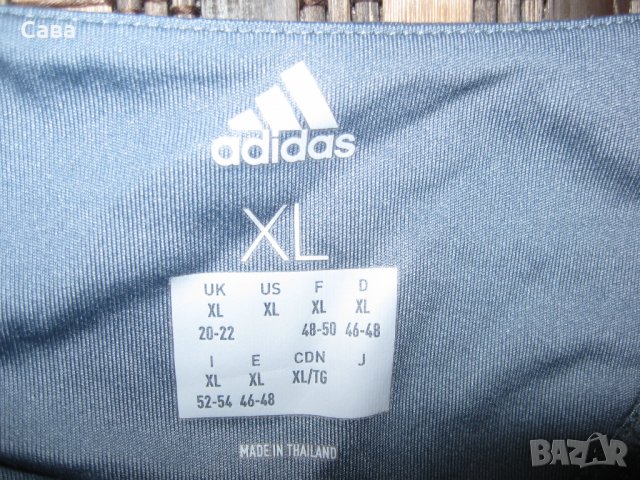 Сава
adidas
XL
UK US F D
XL XL XL XL
20-22 48-50 46-48
I E CDN J
XL XL XL/TG
52-54 46-48
MADE IN THAILAND
BAZAR